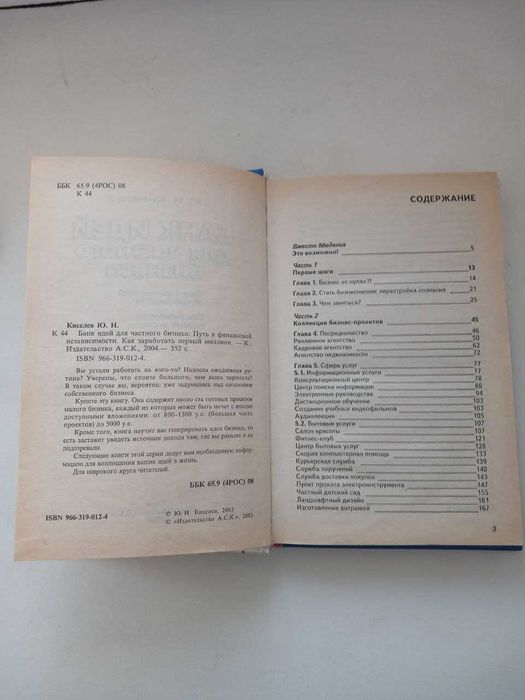 ББК 65.9 (4РОС) 08
К 44
Киселев Ю. Н.
К 44 Банк идей для частного бизнеса: Путь к финансовой
независимости. Как заработать первый миллион. — К.
Издательство А.С.К., 2004.— 352 с.
ISBN 966-319-012-4.
Вы устали работать на кого-то? Надоела ежедневная ру-
тина? Уверены, что стоите большего, чем ваша зарплата?
В таком случае вы, вероятно, уже задумывались над созданием
собственного бизнеса.
Купите эту книгу. Она содержит около ста готовых проектов
малого бизнеса, каждый из которых может быть начат с вполне
доступными вложениями: от 800–1500 у.е. (большая часть
проектов) до 5000 у.е.
Кроме того, книга научит вас генерировать идеи бизнеса, то
есть заставит увидеть источник дохода там, где вы раньше и не
подозревали.
Следующие книги этой серии дадут вам необходимую инфор-
мацию для воплощения ваших идей в жизнь.
Для широкого круга читателей.
ББК 65.9 (4РОС) 08
ISBN 966-319-012-4
© Ю. Н. Киселев, 2003
© «Издательство А.С.К», 2003
СОДЕРЖАНИЕ
Вместо введения
Это возможно! 5
Часть 1
Первые шаги 13
Глава 1. Бизнес «с нуля»?! 14
Глава 2. Стать бизнесменом: перестройка сознания 21
Глава 3. Чем заняться? 25
Часть 2
Коллекция бизнес-проектов 45
Глава 4. Посредничество 46
Рекламное агентство 50
Кадровое агентство 62
Агентство недвижимости 72
Глава 5. Сфера услуг 77
5.1. Информационные услуги 77
Консультационный центр 78
Центр поиска информации 86
Электронные руководства 94
Дистанционное обучение 103
Создание учебных видеофильмов 103
Аудиолекции 105
5.2. Бытовые услуги 107
Салон красоты 107
Фитнес-клуб 121
Центр бытовых услуг 128
Скорая компьютерная помощь 133
Курьерская служба 139
Служба поручений 140
Служба доставки покупок 143
Пункт проката электроинструмента 147
Частный детский сад 155
Ландшафтный дизайн 161
Изготовление витражей 167
3